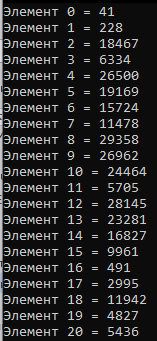 Элемент 0 = 41
Элемент 1 = 228
Элемент 2 = 18467
Элемент 3 = 6334
Элемент 4 = 26500
Элемент 5 = 19169
Элемент 6 = 15724
Элемент 7 = 11478
Элемент 8 = 29358
Элемент 9 = 26962
Элемент 10 = 24464
Элемент 11 = 5705
Элемент 12 = 28145
Элемент 13 = 23281
Элемент 14 = 16827
Элемент 15 = 9961
Элемент 16 = 491
Элемент 17 = 2995
Элемент 18 = 11942
Элемент 19 = 4827
Элемент 20 = 5436